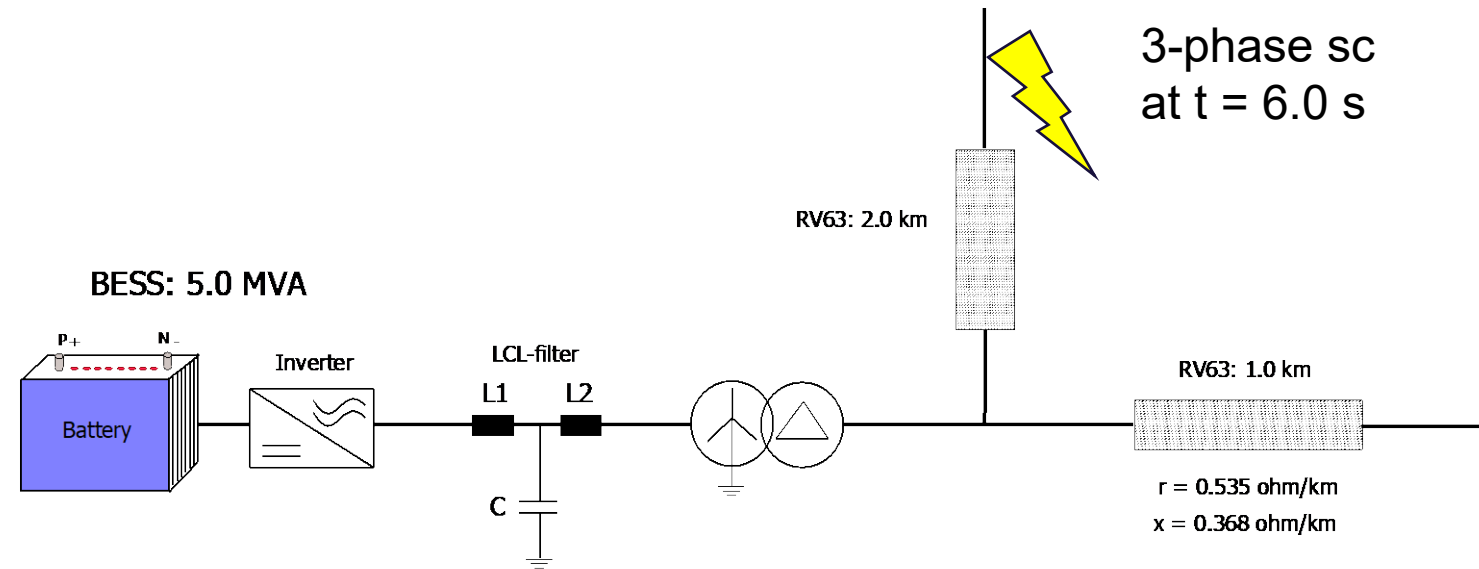 3-phase sc
at t = 6.0 s
RV63: 2.0 km
BESS: 5.0 MVA
P+
N-
Inverter
LCL-filter
RV63: 1.0 km
L1
L2
Battery
C
r = 0.535 ohm/km
x = 0.368 ohm/km